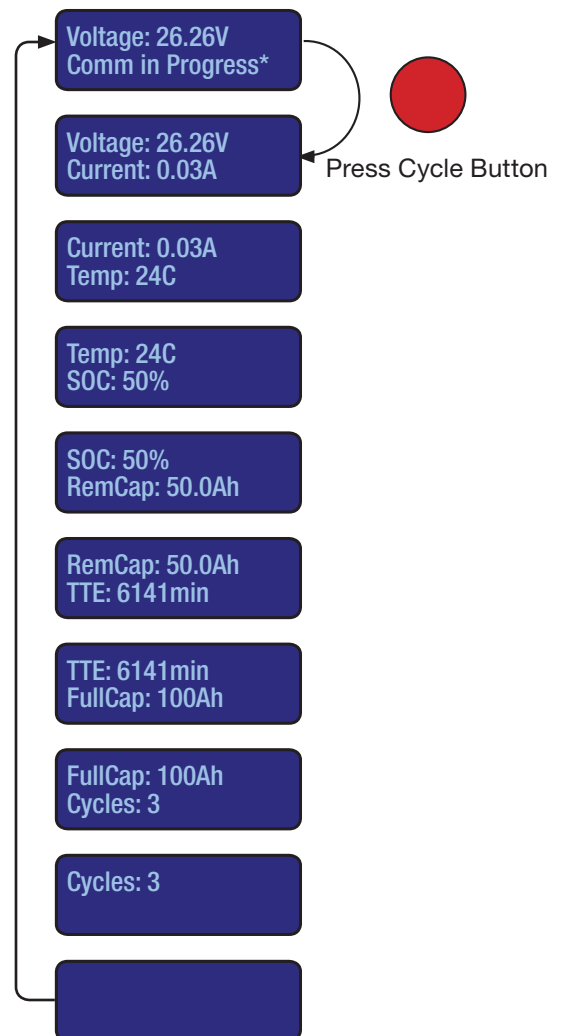 Voltage: 26.26V
Comm in Progress*
Voltage: 26.26V
Current: 0.03A
Press Cycle Button
Current: 0.03A
Temp: 24C
Temp: 24C
SOC: 50%
SOC: 50%
RemCap: 50.0Ah
RemCap: 50.0Ah
TTE: 6141min
TTE: 6141min
FullCap: 100Ah
FullCap: 100Ah
Cycles: 3
Cycles: 3